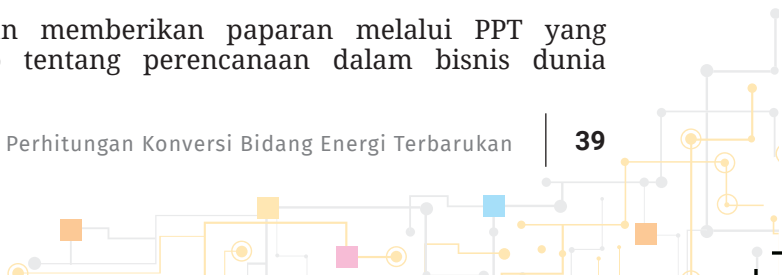 memberikan paparan melalui PPT yang
tentang perencanaan dalam bisnis dunia
Perhitungan Konversi Bidang Energi Terbarukan 39